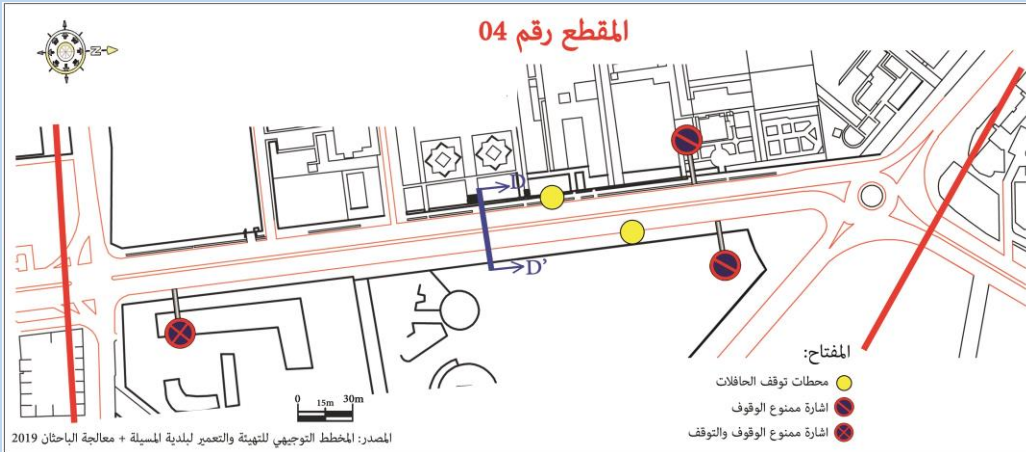 المقطع رقم 04
N
D
D'
المفتاح:
محطات توقف الحافلات
اشارة ممنوع الوقوف
اشارة ممنوع الوقوف والتوقف
0 15m 30m
المصدر: المخطط التوجيهي للتهيئة والتعمير لبلدية المسيلة + معالجة الباحثان 2019